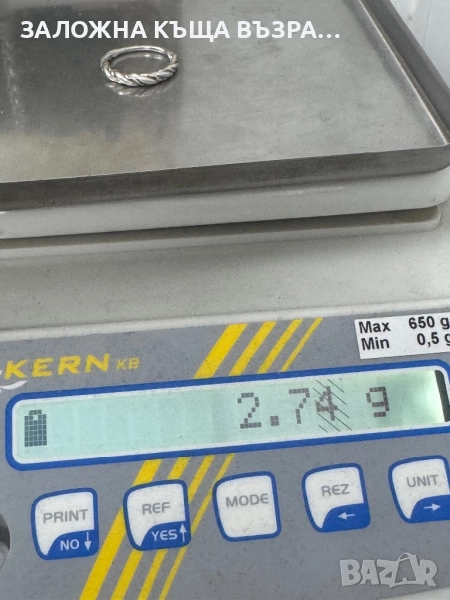 ЗАЛОЖНА КЪЩА ВЪЗРА...
Max 650 g
Min 0,5 g
KERN KB
2.74 g
PRINT
NO ↓
REF
YES ↑
MODE
REZ
←
UNIT
→
BAZAR